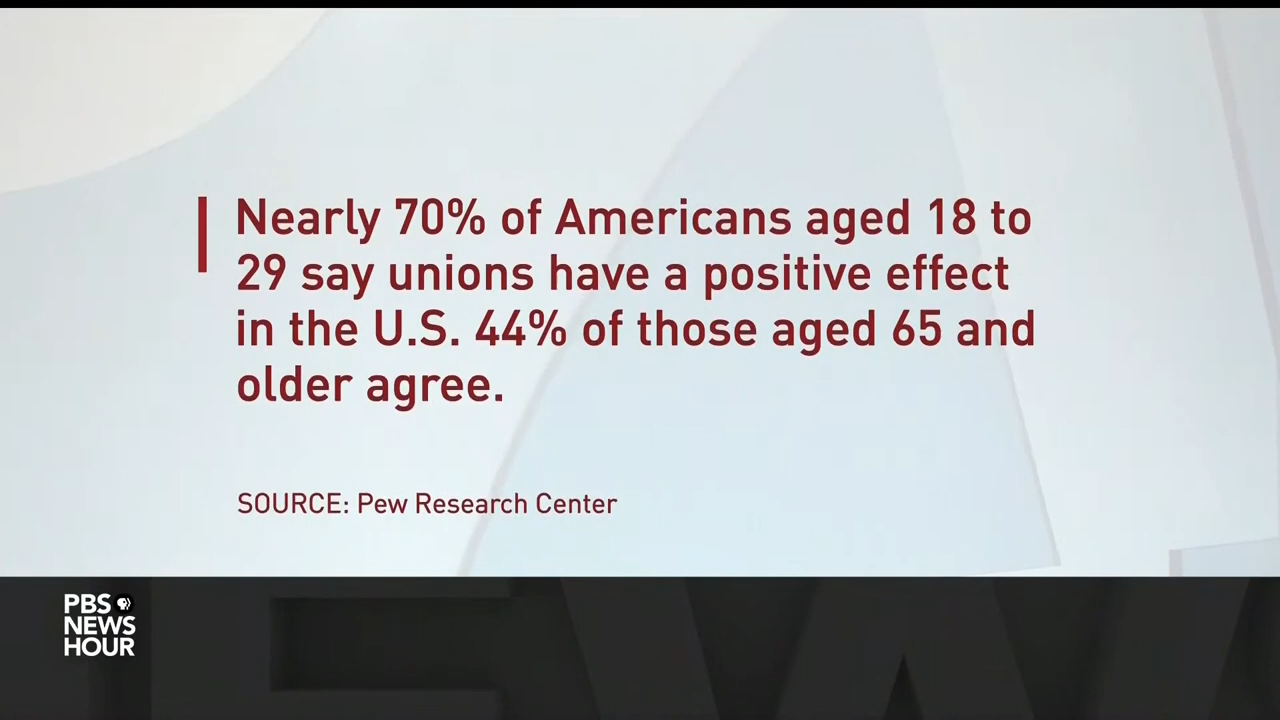 Nearly 70% of Americans aged 18 to
29 say unions have a positive effect
in the U.S. 44% of those aged 65 and
older agree.
SOURCE: Pew Research Center
PBS
NEWS
HOUR